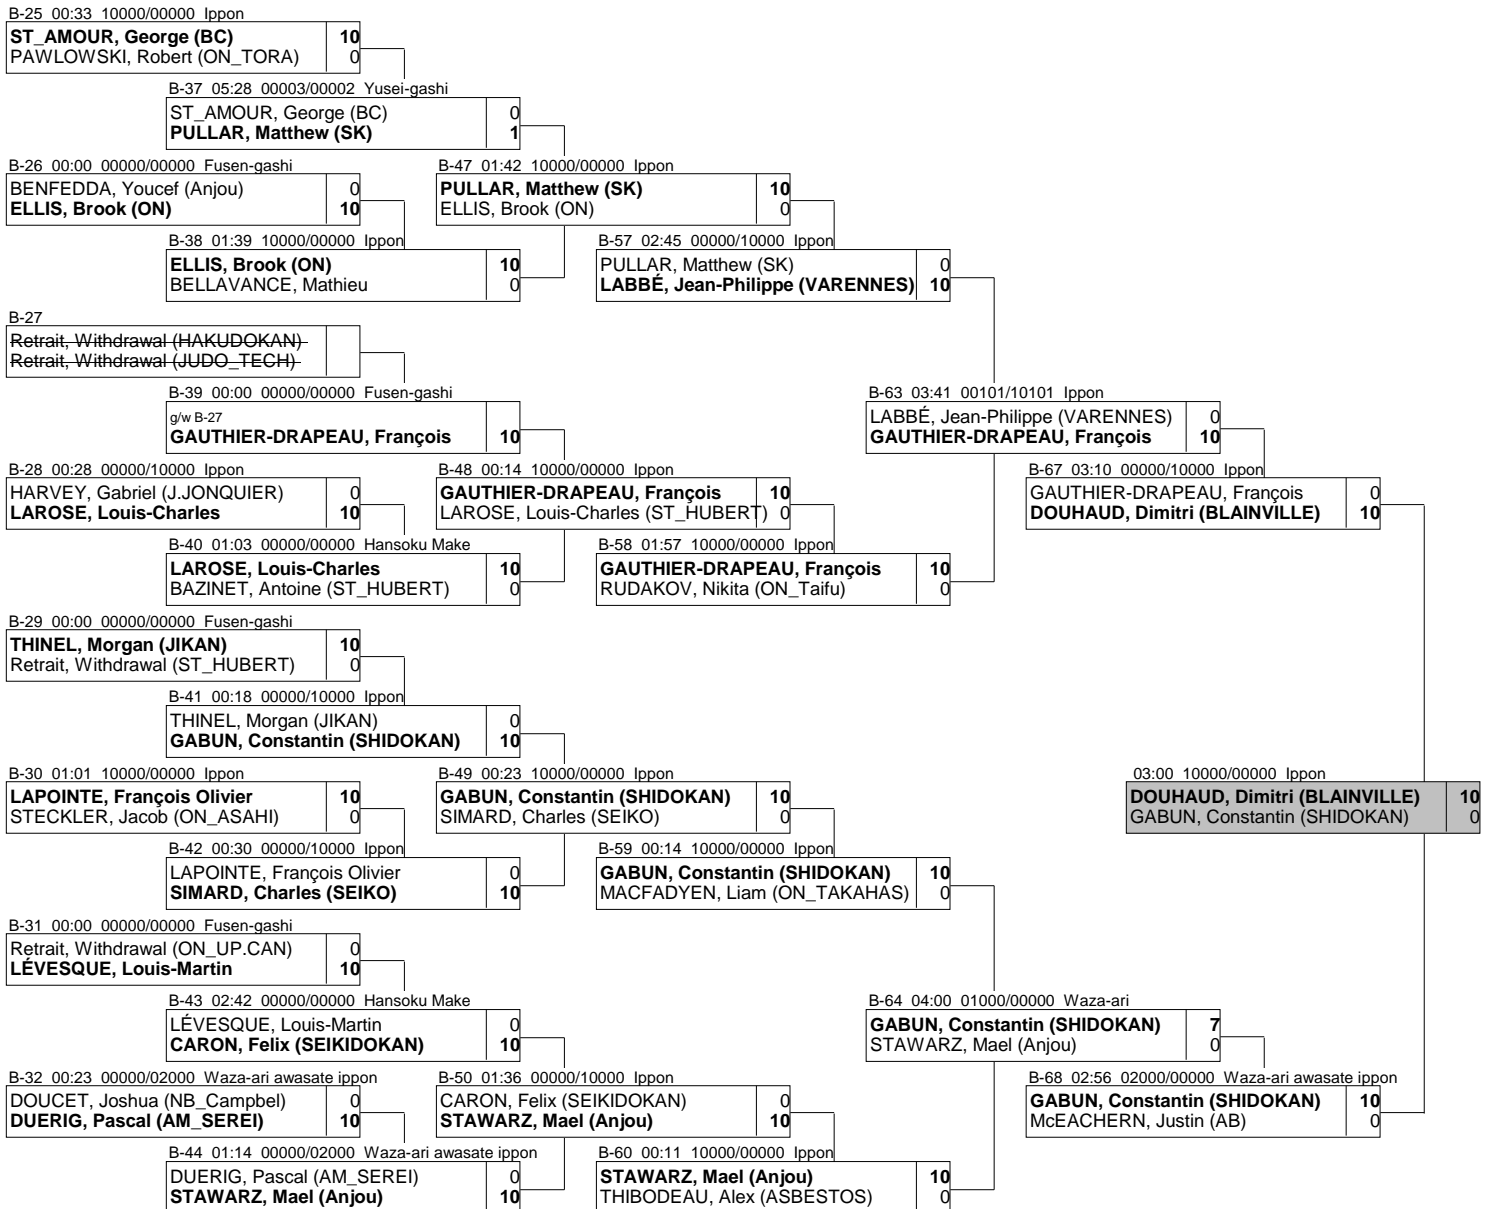 B-25 00:33 10000/00000 Ippon
ST_AMOUR, George (BC) 10
PAWLOWSKI, Robert (ON_TORA) 0
B-37 05:28 00003/00002 Yusei-gashi
ST_AMOUR, George (BC) 0
PULLAR, Matthew (SK) 1
B-26 00:00 00000/00000 Fusen-gashi
BENFEDDA, Youcef (Anjou) 0
ELLIS, Brook (ON) 10
B-47 01:42 10000/00000 Ippon
PULLAR, Matthew (SK) 10
ELLIS, Brook (ON) 0
B-38 01:39 10000/00000 Ippon
ELLIS, Brook (ON) 10
BELLAVANCE, Mathieu 0
B-57 02:45 00000/10000 Ippon
PULLAR, Matthew (SK) 0
LABBÉ, Jean-Philippe (VARENNES) 10
B-27
Retrait, Withdrawal (HAKUDOKAN)
Retrait, Withdrawal (JUDO_TECH)
B-39 00:00 00000/00000 Fusen-gashi
g/w B-27
GAUTHIER-DRAPEAU, François 10
B-63 03:41 00101/10101 Ippon
LABBÉ, Jean-Philippe (VARENNES) 0
GAUTHIER-DRAPEAU, François 10
B-28 00:28 00000/10000 Ippon
HARVEY, Gabriel (J.JONQUIER) 0
LAROSE, Louis-Charles 10
B-48 00:14 10000/00000 Ippon
GAUTHIER-DRAPEAU, François 10
LAROSE, Louis-Charles (ST_HUBERT) 0
B-67 03:10 00000/10000 Ippon
GAUTHIER-DRAPEAU, François 0
DOUHAUD, Dimitri (BLAINVILLE) 10
B-40 01:03 00000/00000 Hansoku Make
LAROSE, Louis-Charles 10
BAZINET, Antoine (ST_HUBERT) 0
B-58 01:57 10000/00000 Ippon
GAUTHIER-DRAPEAU, François 10
RUDAKOV, Nikita (ON_Taifu) 0
B-29 00:00 00000/00000 Fusen-gashi
THINEL, Morgan (JIKAN) 10
Retrait, Withdrawal (ST_HUBERT) 0
B-41 00:18 00000/10000 Ippon
THINEL, Morgan (JIKAN) 0
GABUN, Constantin (SHIDOKAN) 10
B-30 01:01 10000/00000 Ippon
LAPOINTE, François Olivier 10
STECKLER, Jacob (ON_ASAHI) 0
B-49 00:23 10000/00000 Ippon
GABUN, Constantin (SHIDOKAN) 10
SIMARD, Charles (SEIKO) 0
03:00 10000/00000 Ippon
DOUHAUD, Dimitri (BLAINVILLE) 10
GABUN, Constantin (SHIDOKAN) 0
B-42 00:30 00000/10000 Ippon
LAPOINTE, François Olivier 0
SIMARD, Charles (SEIKO) 10
B-59 00:14 10000/00000 Ippon
GABUN, Constantin (SHIDOKAN) 10
MACFADYEN, Liam (ON_TAKAHAS) 0
B-31 00:00 00000/00000 Fusen-gashi
Retrait, Withdrawal (ON_UP.CAN) 0
LÉVESQUE, Louis-Martin 10
B-43 02:42 00000/00000 Hansoku Make
LÉVESQUE, Louis-Martin 0
CARON, Felix (SEIKIDOKAN) 10
B-64 04:00 01000/00000 Waza-ari
GABUN, Constantin (SHIDOKAN) 7
STAWARZ, Mael (Anjou) 0
B-32 00:23 00000/02000 Waza-ari awasate ippon
DOUCET, Joshua (NB_Campbel) 0
DUERIG, Pascal (AM_SEREI) 10
B-50 01:36 00000/10000 Ippon
CARON, Felix (SEIKIDOKAN) 0
STAWARZ, Mael (Anjou) 10
B-68 02:56 02000/00000 Waza-ari awasate ippon
GABUN, Constantin (SHIDOKAN) 10
McEACHERN, Justin (AB) 0
B-44 01:14 00000/02000 Waza-ari awasate ippon
DUERIG, Pascal (AM_SEREI) 0
STAWARZ, Mael (Anjou) 10
B-60 00:11 10000/00000 Ippon
STAWARZ, Mael (Anjou) 10
THIBODEAU, Alex (ASBESTOS) 0